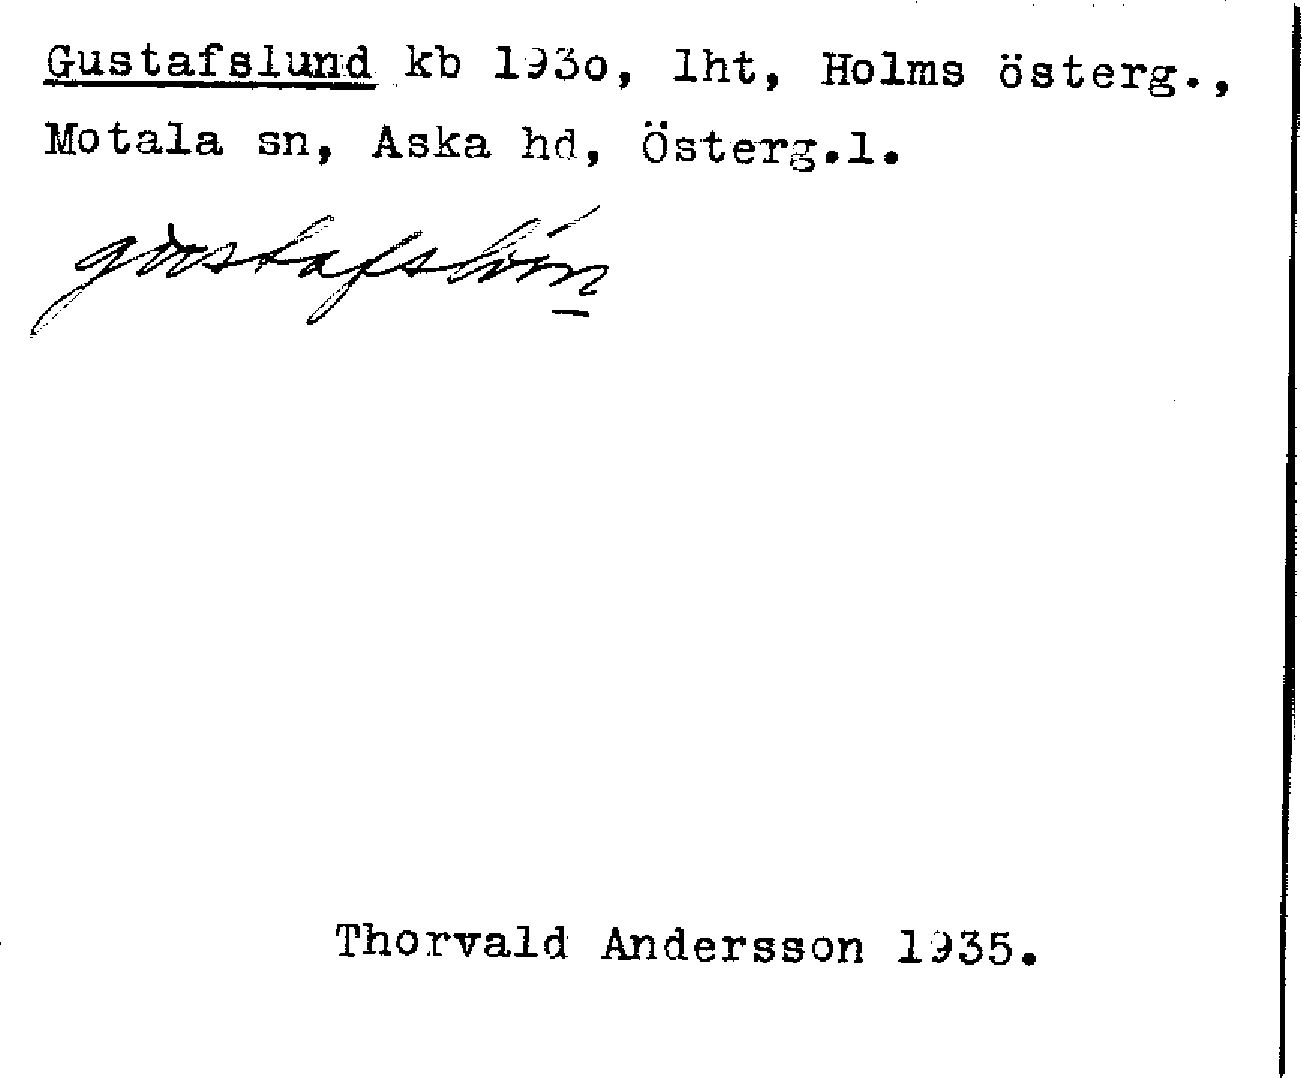 Gustafslund kb 193o, lht, Holms österg.,
Motala sn, Aska hd, Österg.l.
Thorvald Andersson 1935.